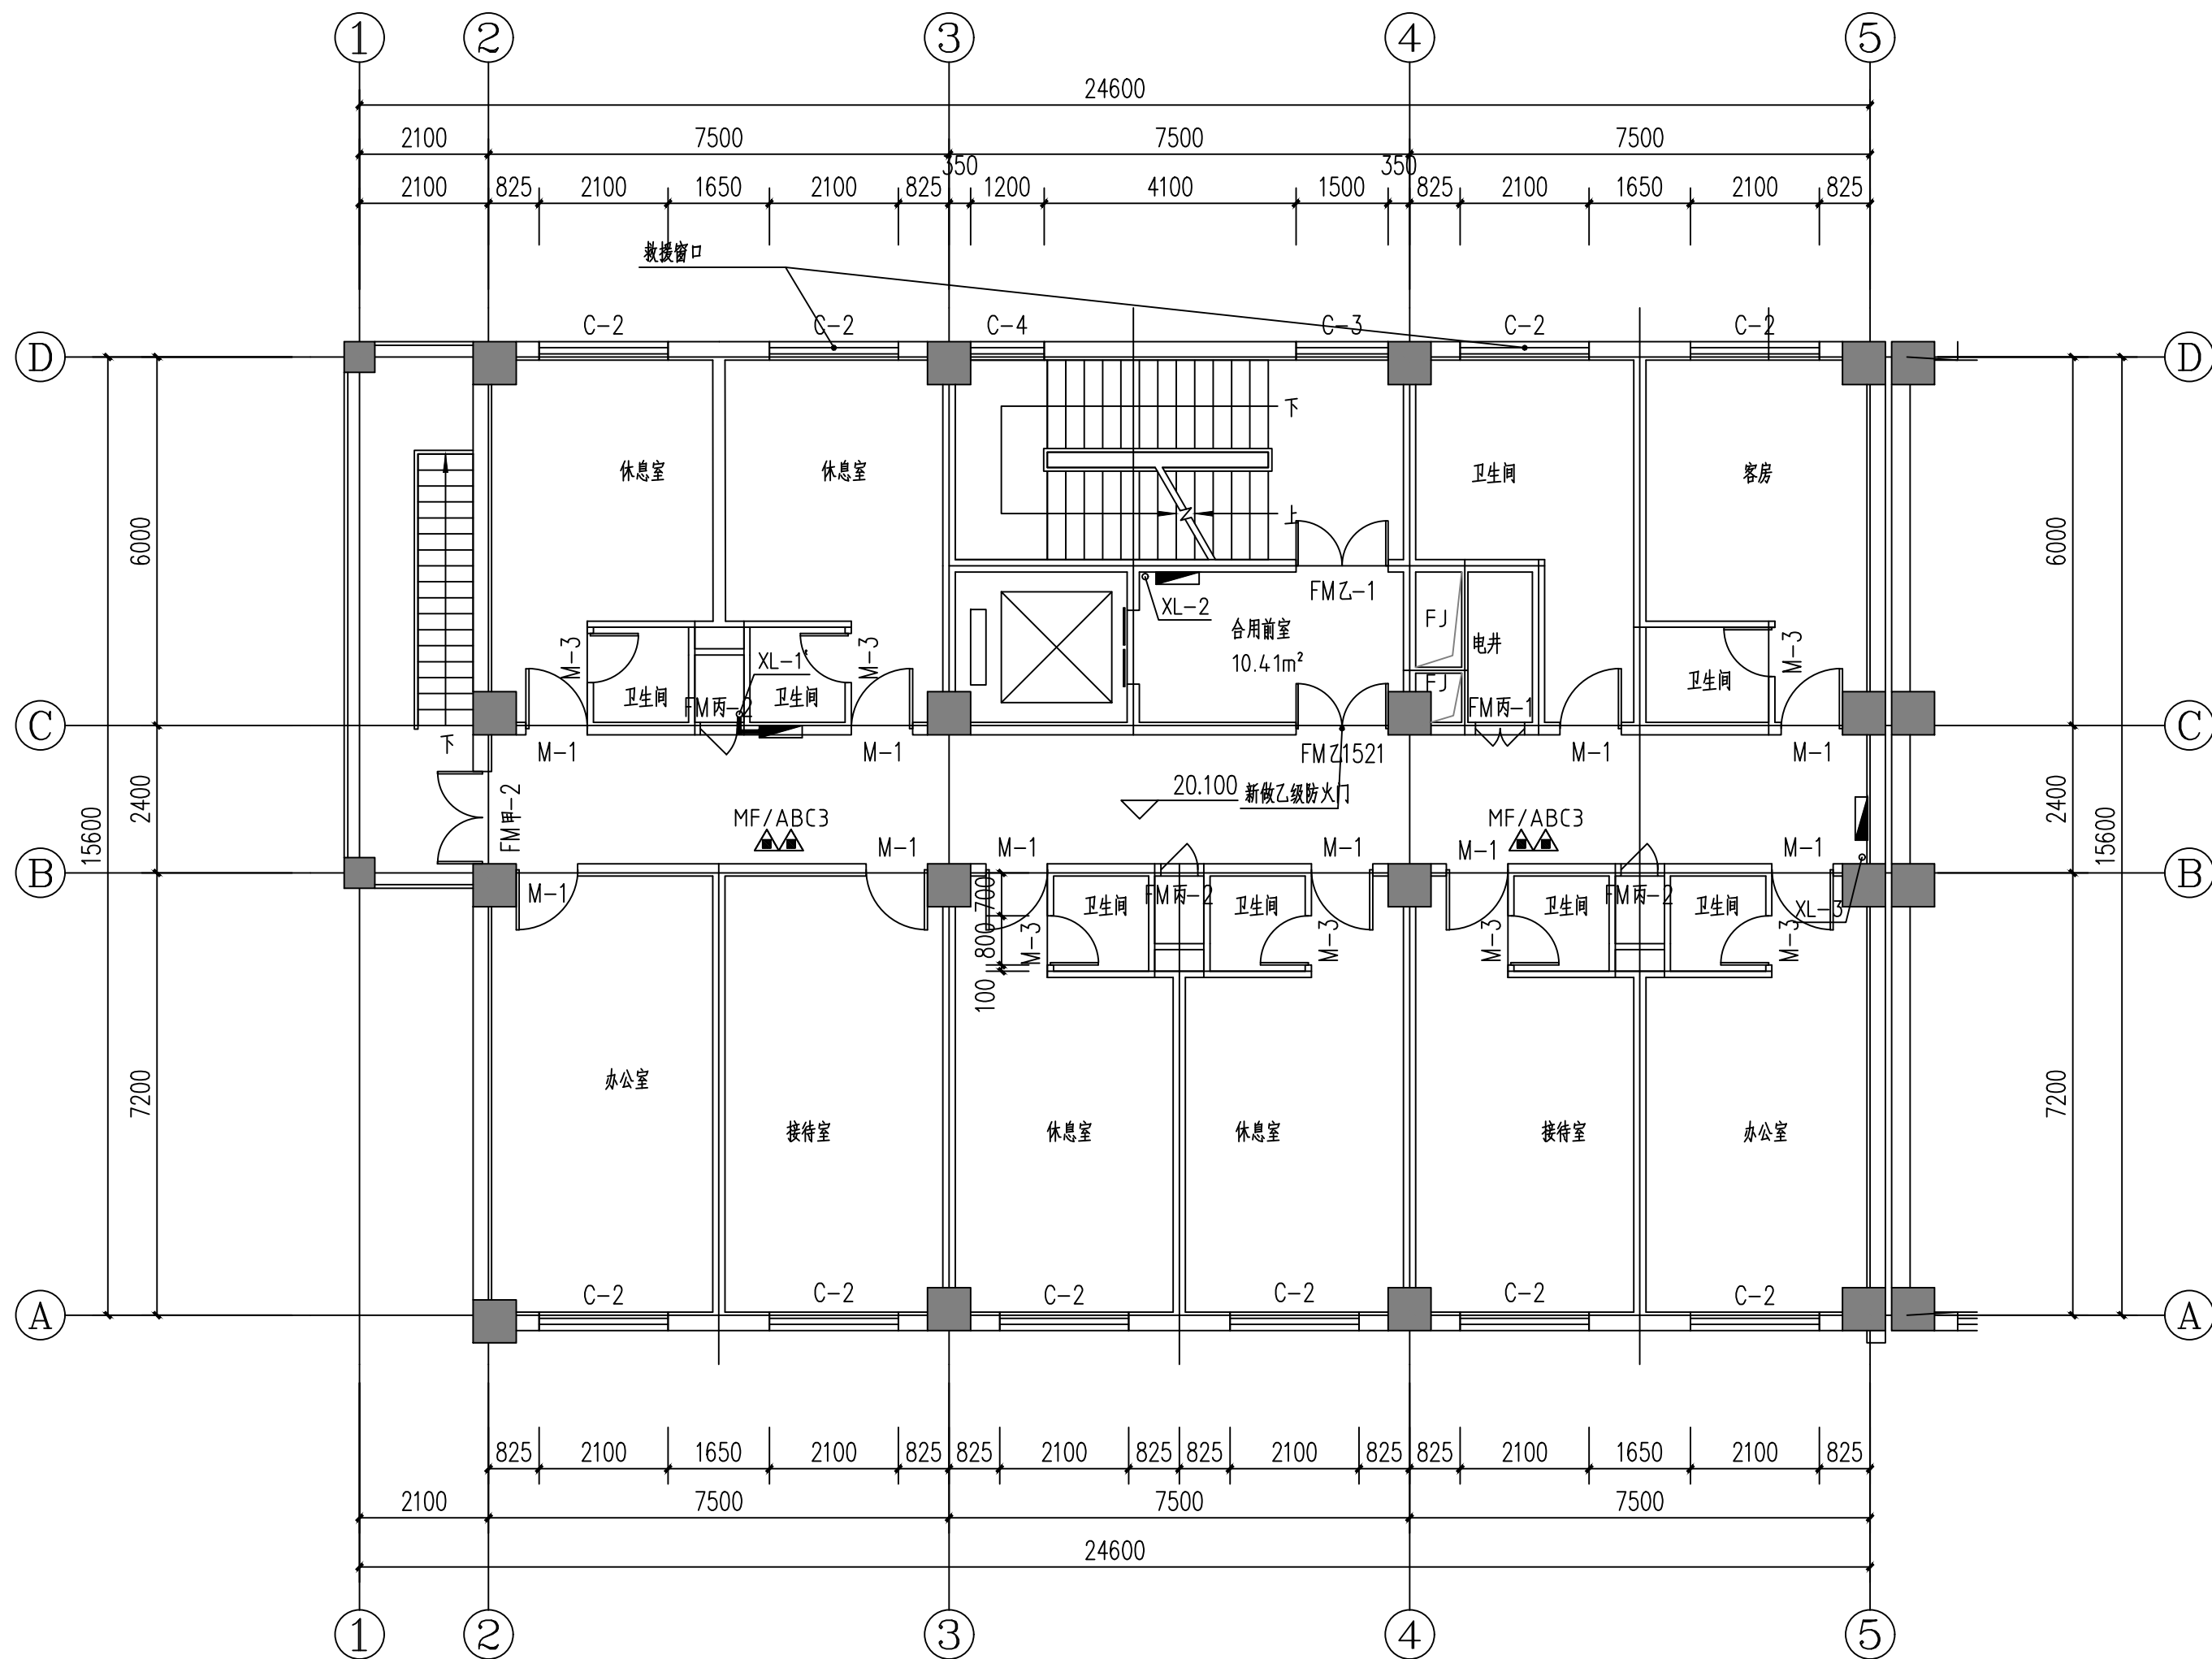 1 2 3 4 5
24600
2100 7500 7500 7500
350 350
2100 825 2100 1650 2100 825 1200 4100 1500 825 2100 1650 2100 825
救援窗口
C-2 C-2 C-4 C-3 C-2 C-2
D D
下
休息室 休息室 卫生间 客房
上
6000 6000
FM乙-1
XL-2
合用前室
10.41m²
FJ
电井
M-3 M-3 M-3
XL-1'
卫生间 卫生间 卫生间
FM丙-2 FJ FM丙-1
C C
下
M-1 M-1 FM乙1521 M-1 M-1
20.100
新做乙级防火门
2400 2400
15600 15600
FM甲-2
MF/ABC3 MF/ABC3
M-1 M-1 M-1 M-1 M-1
B B
M-1
700
卫生间 FM丙-2 卫生间 卫生间 FM丙-2 卫生间
XL-3
800
M-3 M-3 M-3 M-3
100
7200 7200
办公室
接待室 休息室 休息室 接待室 办公室
C-2 C-2 C-2 C-2 C-2 C-2
A A
825 2100 1650 2100 825 825 2100 825 825 2100 825 825 2100 1650 2100 825
2100 7500 7500 7500
24600
1 2 3 4 5